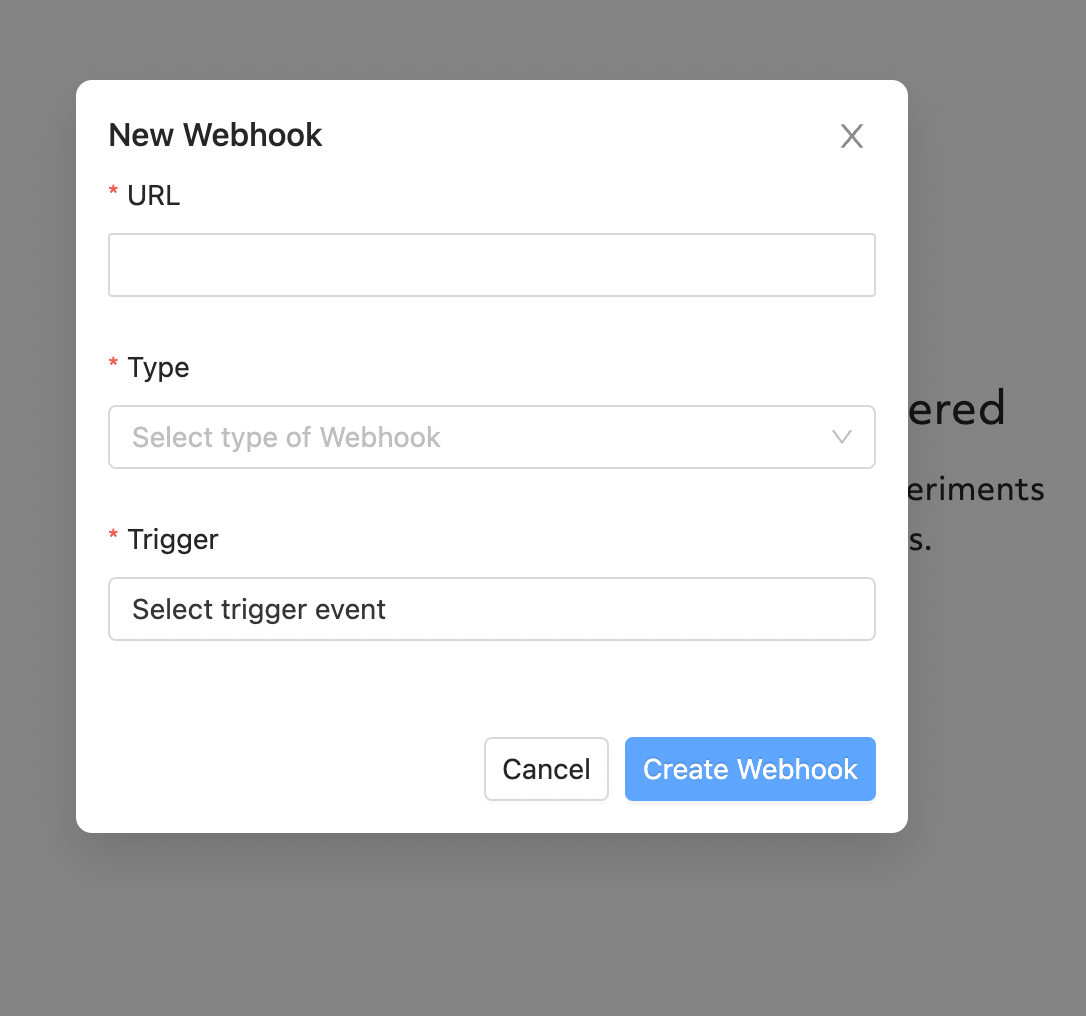 New Webhook
* URL
* Type
Select type of Webhook
* Trigger
Select trigger event
Cancel
Create Webhook
ered
eriments
s.